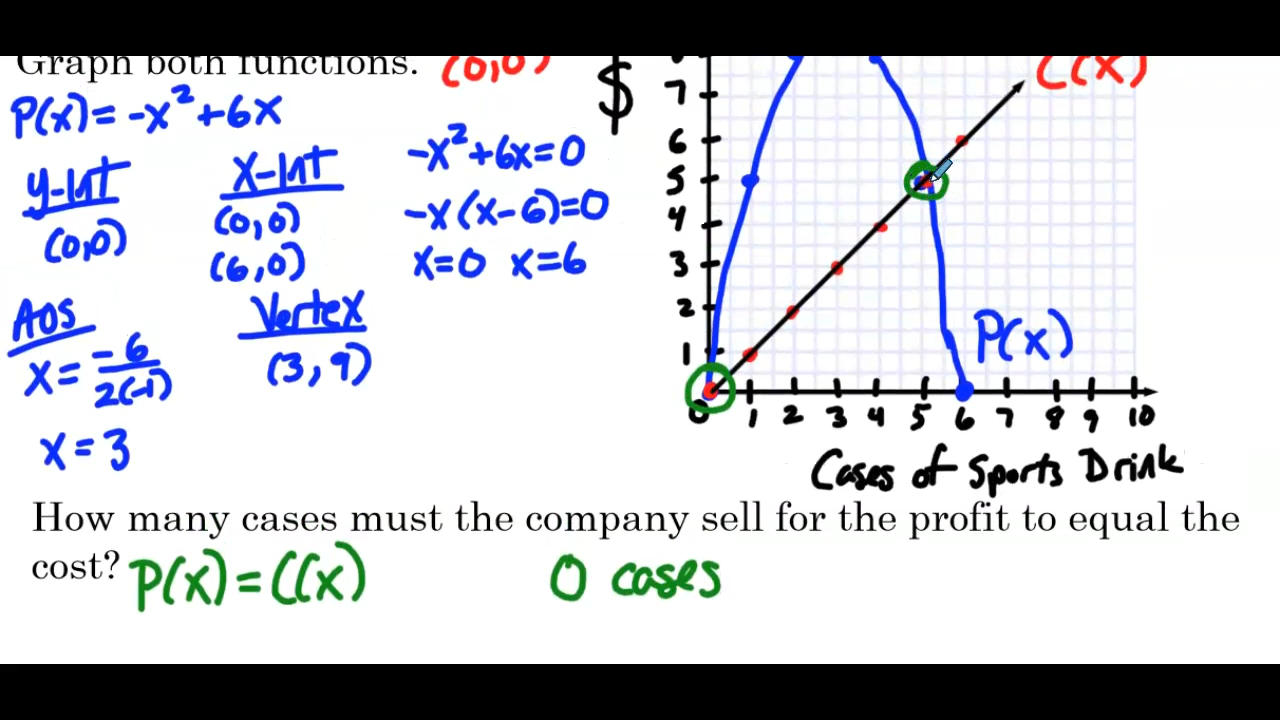 Graph both functions. (0,0)
P(x) = -x² + 6x
y-int
(0,0)
x-int
(0,0)
(6,0)
-x² + 6x = 0
-x(x-6) = 0
x=0 x=6
AOS
x = -6/2(-1)
x = 3
Vertex
(3,9)
$
C(x)
7
6
5
4
3
2
1
P(x)
0 1 2 3 4 5 6 7 8 9 10
Cases of Sports Drink
How many cases must the company sell for the profit to equal the
cost? P(x) = C(x) 0 cases